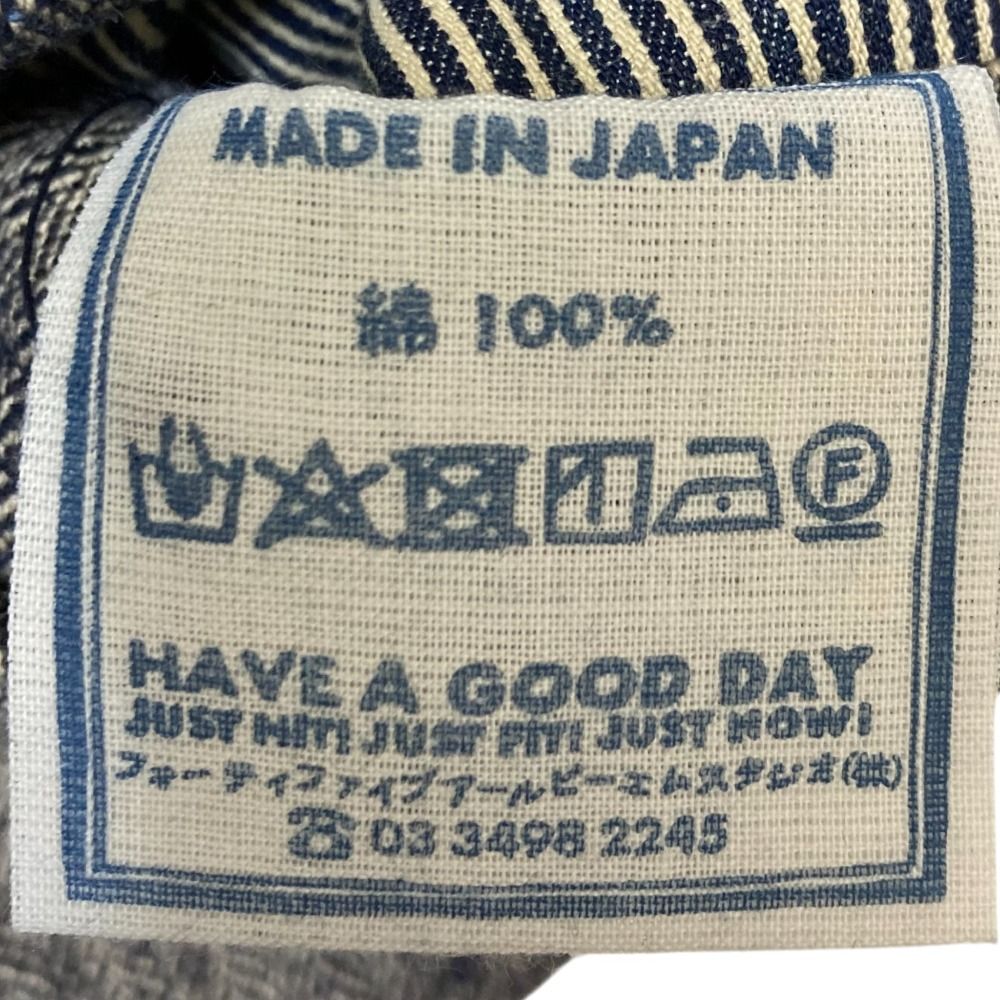 MADE IN JAPAN
綿 100%
F
HAVE A GOOD DAY
JUST HIT! JUST FIT! JUST NOW!
フォーティファイブアールピーエムスタジオ(株)
☎03 3498 2245